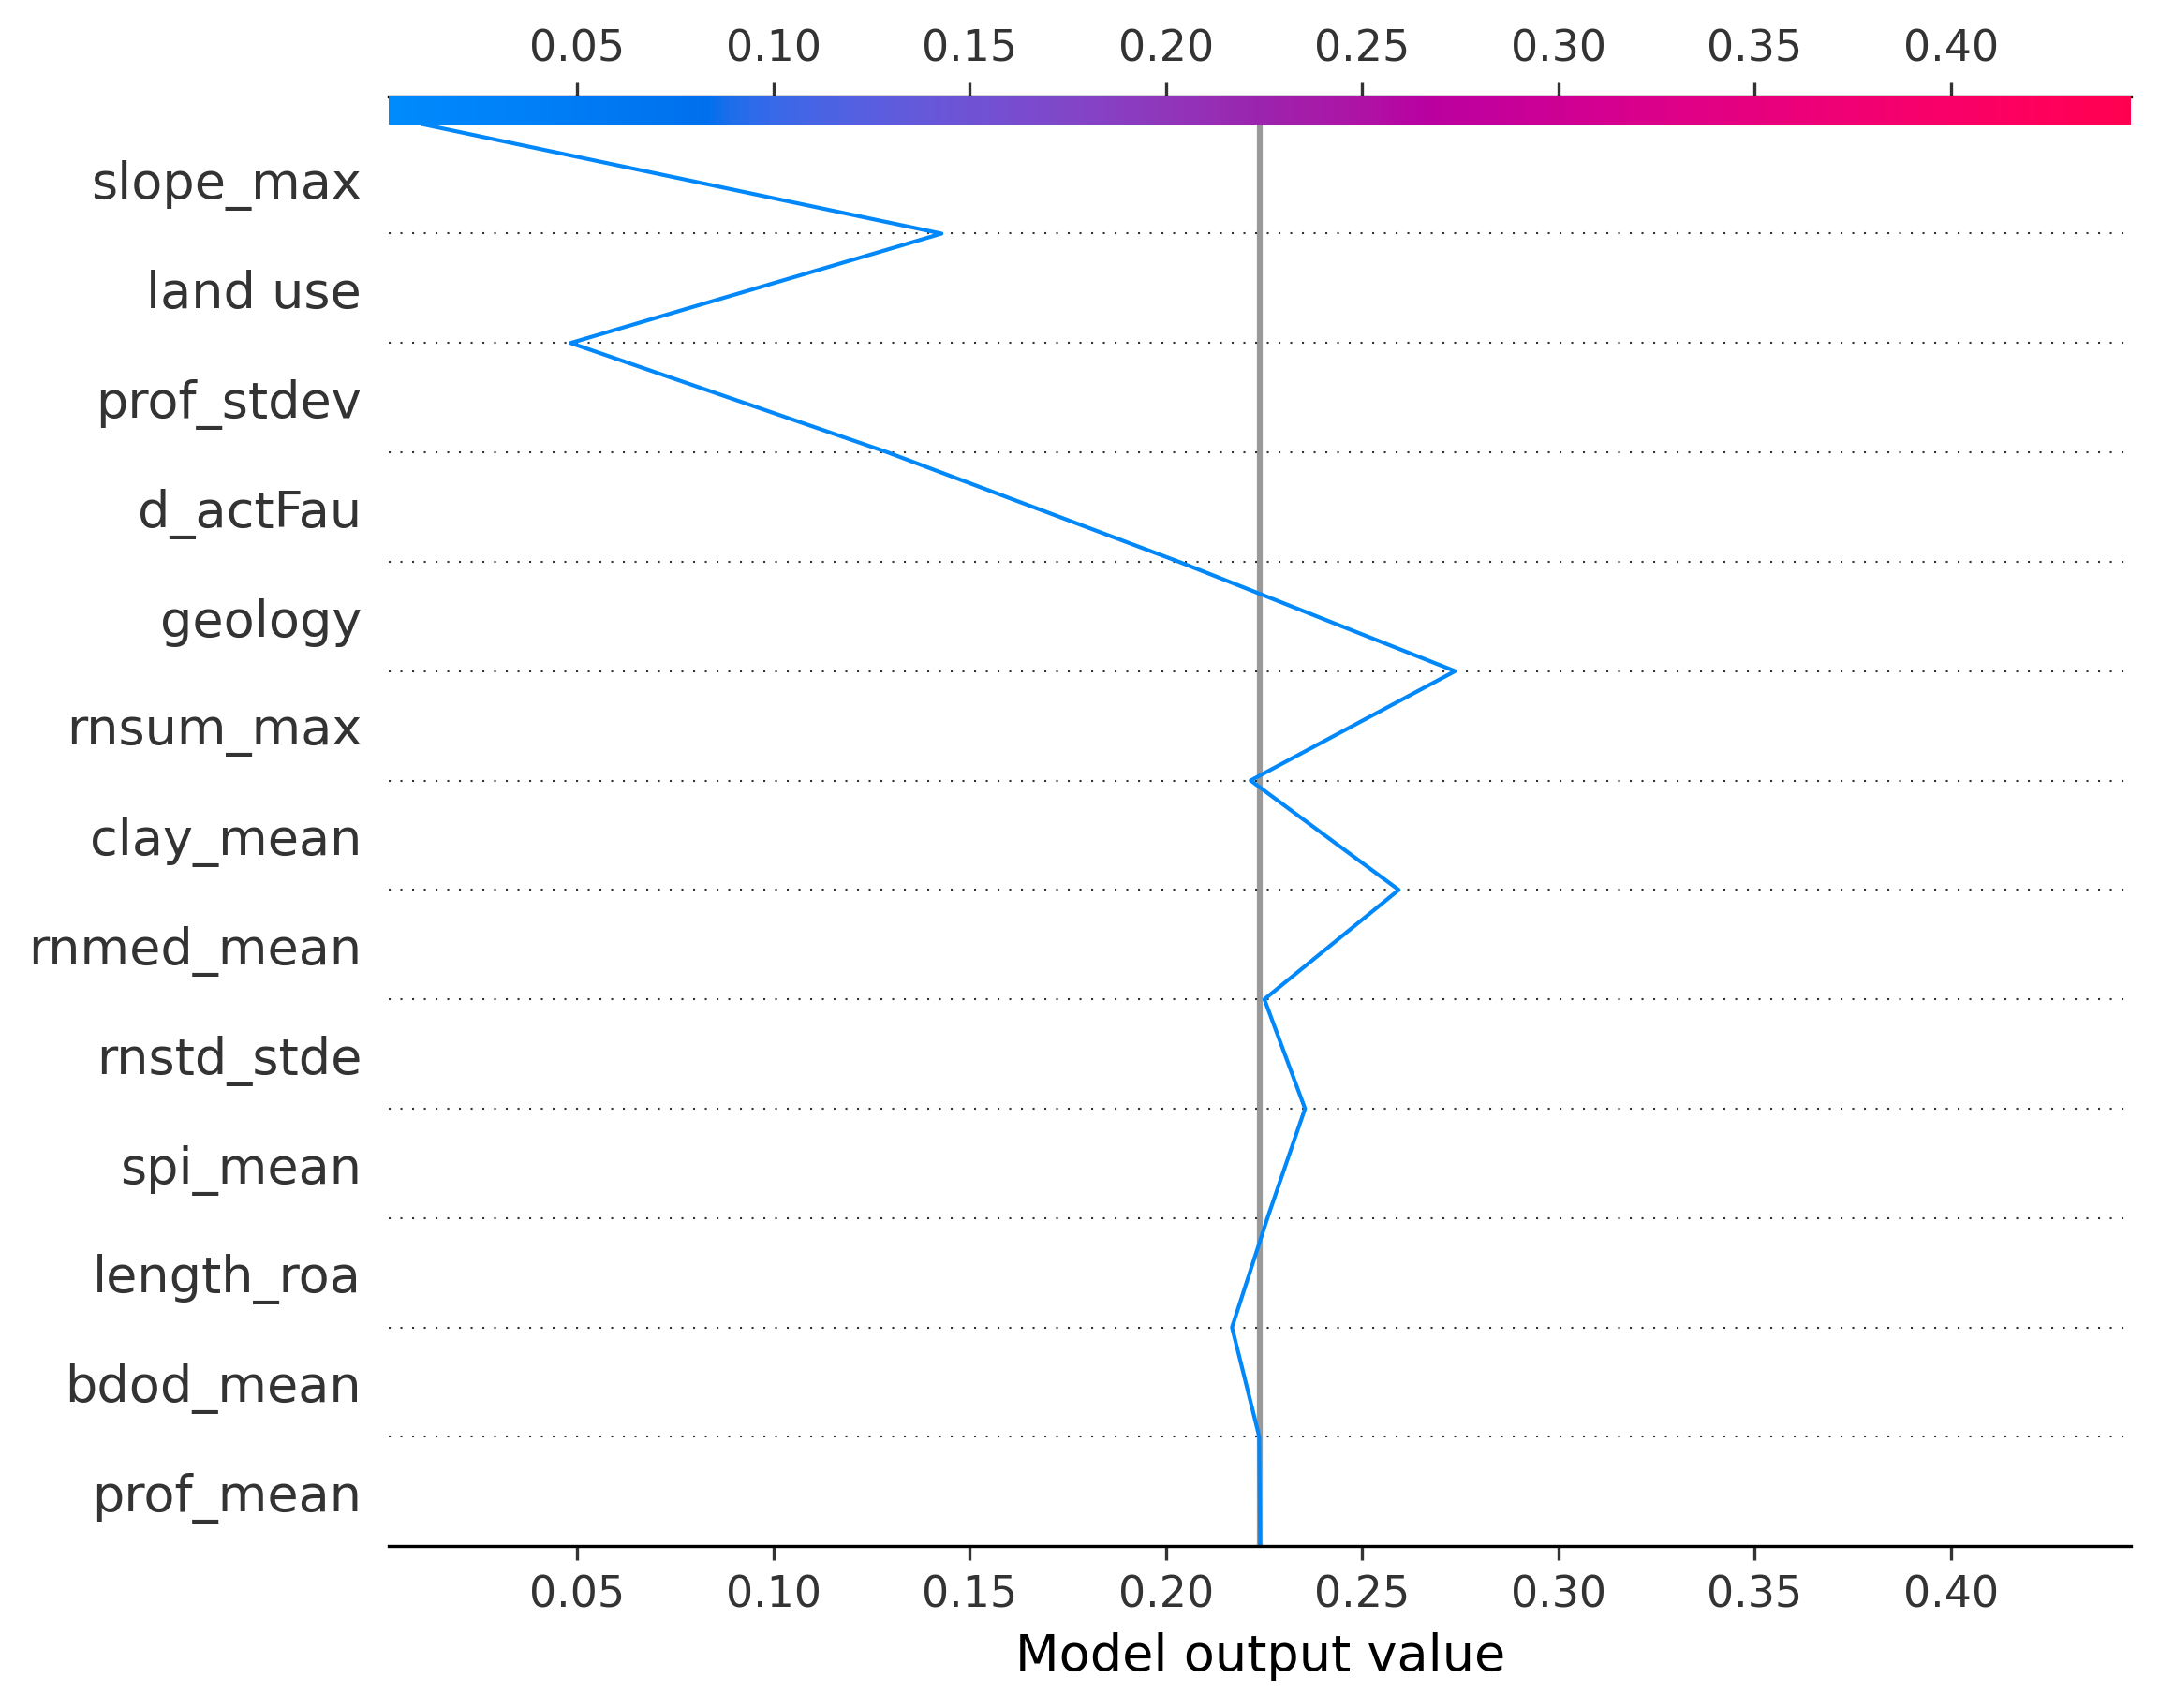 0.05 0.10 0.15 0.20 0.25 0.30 0.35 0.40
slope_max
land use
prof_stdev
d_actFau
geology
rnsum_max
clay_mean
rnmed_mean
rnstd_stde
spi_mean
length_roa
bdod_mean
prof_mean
0.05 0.10 0.15 0.20 0.25 0.30 0.35 0.40
Model output value